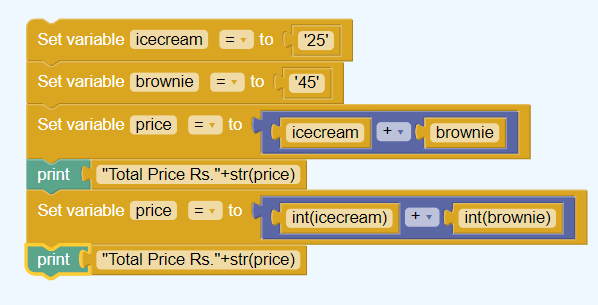 Set variable icecream = to '25'
Set variable brownie = to '45'
Set variable price = to icecream + brownie
print "Total Price Rs."+str(price)
Set variable price = to int(icecream) + int(brownie)
print "Total Price Rs."+str(price)